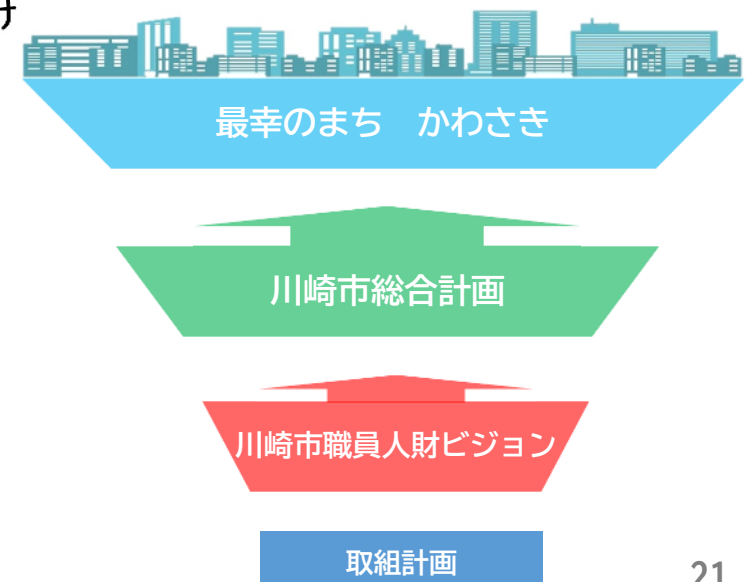 最幸のまち　かわさき
川崎市総合計画
川崎市職員人財ビジョン
取組計画
21